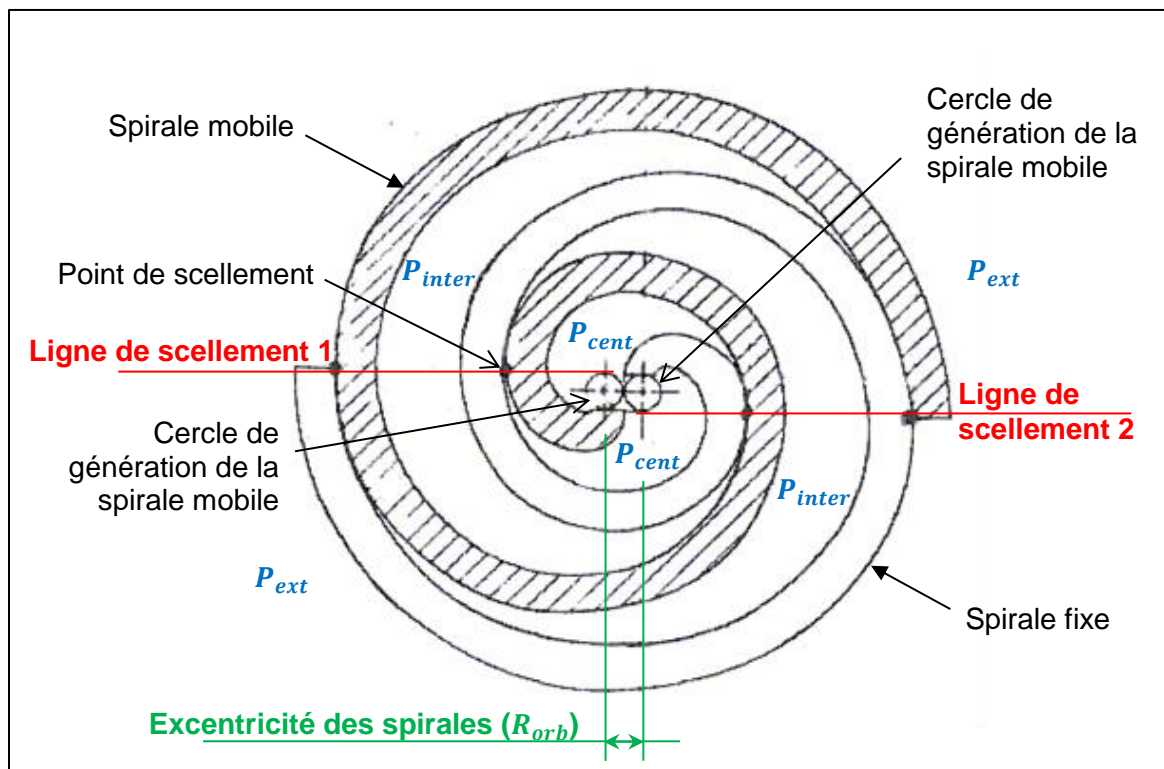 Spirale mobile
Cercle de
génération de la
spirale mobile
Point de scellement
P_inter
P_ext
P_cent
Ligne de scellement 1
Ligne de
scellement 2
Cercle de
génération de la
spirale mobile
P_cent
P_inter
P_ext
Spirale fixe
Excentricité des spirales (R_orb)